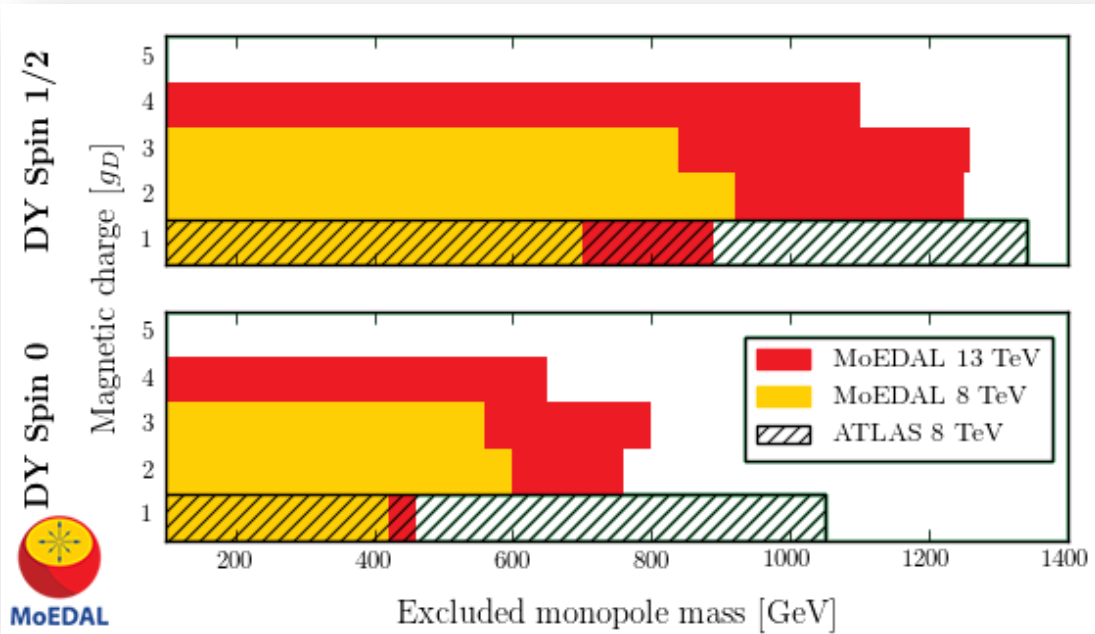 DY Spin 1/2
DY Spin 0
Magnetic charge [gD]
5
4
3
2
1
5
4
3
2
1
MoEDAL 13 TeV
MoEDAL 8 TeV
ATLAS 8 TeV
200 400 600 800 1000 1200 1400
Excluded monopole mass [GeV]
MoEDAL